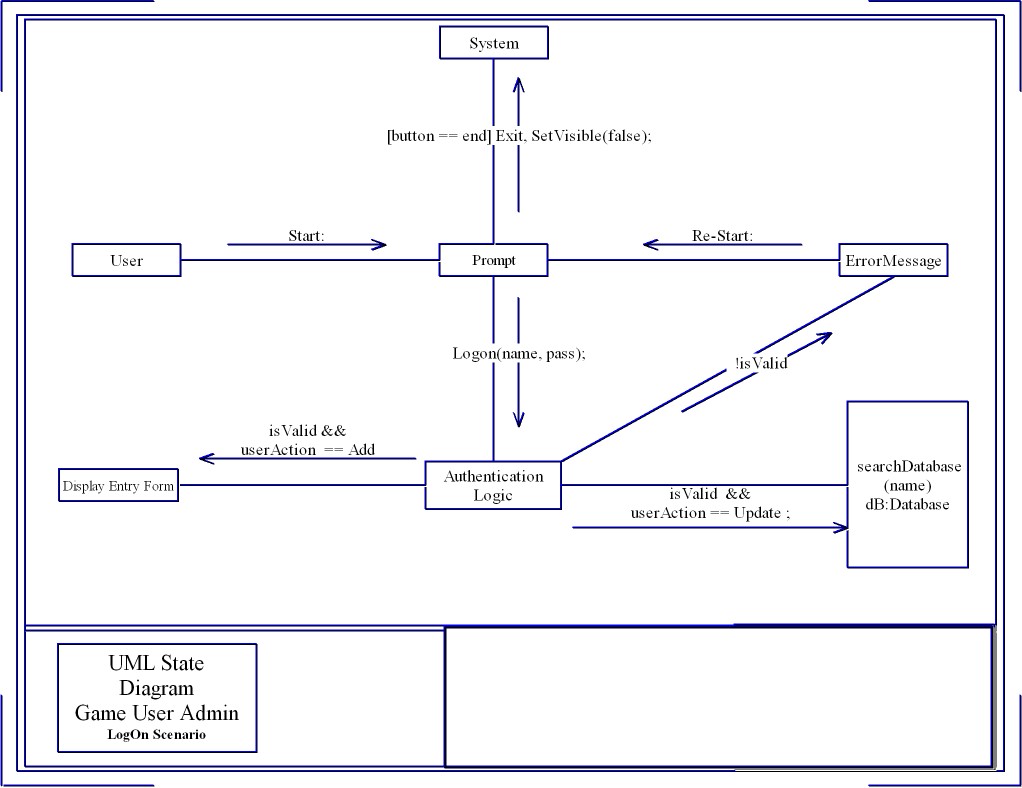 System
[button == end] Exit, SetVisible(false);
Start:
Re-Start:
User
Prompt
ErrorMessage
Logon(name, pass);
!isValid
isValid &&
userAction == Add
Display Entry Form
Authentication
Logic
isValid &&
userAction == Update ;
searchDatabase
(name)
dB:Database
UML State
Diagram
Game User Admin
LogOn Scenario